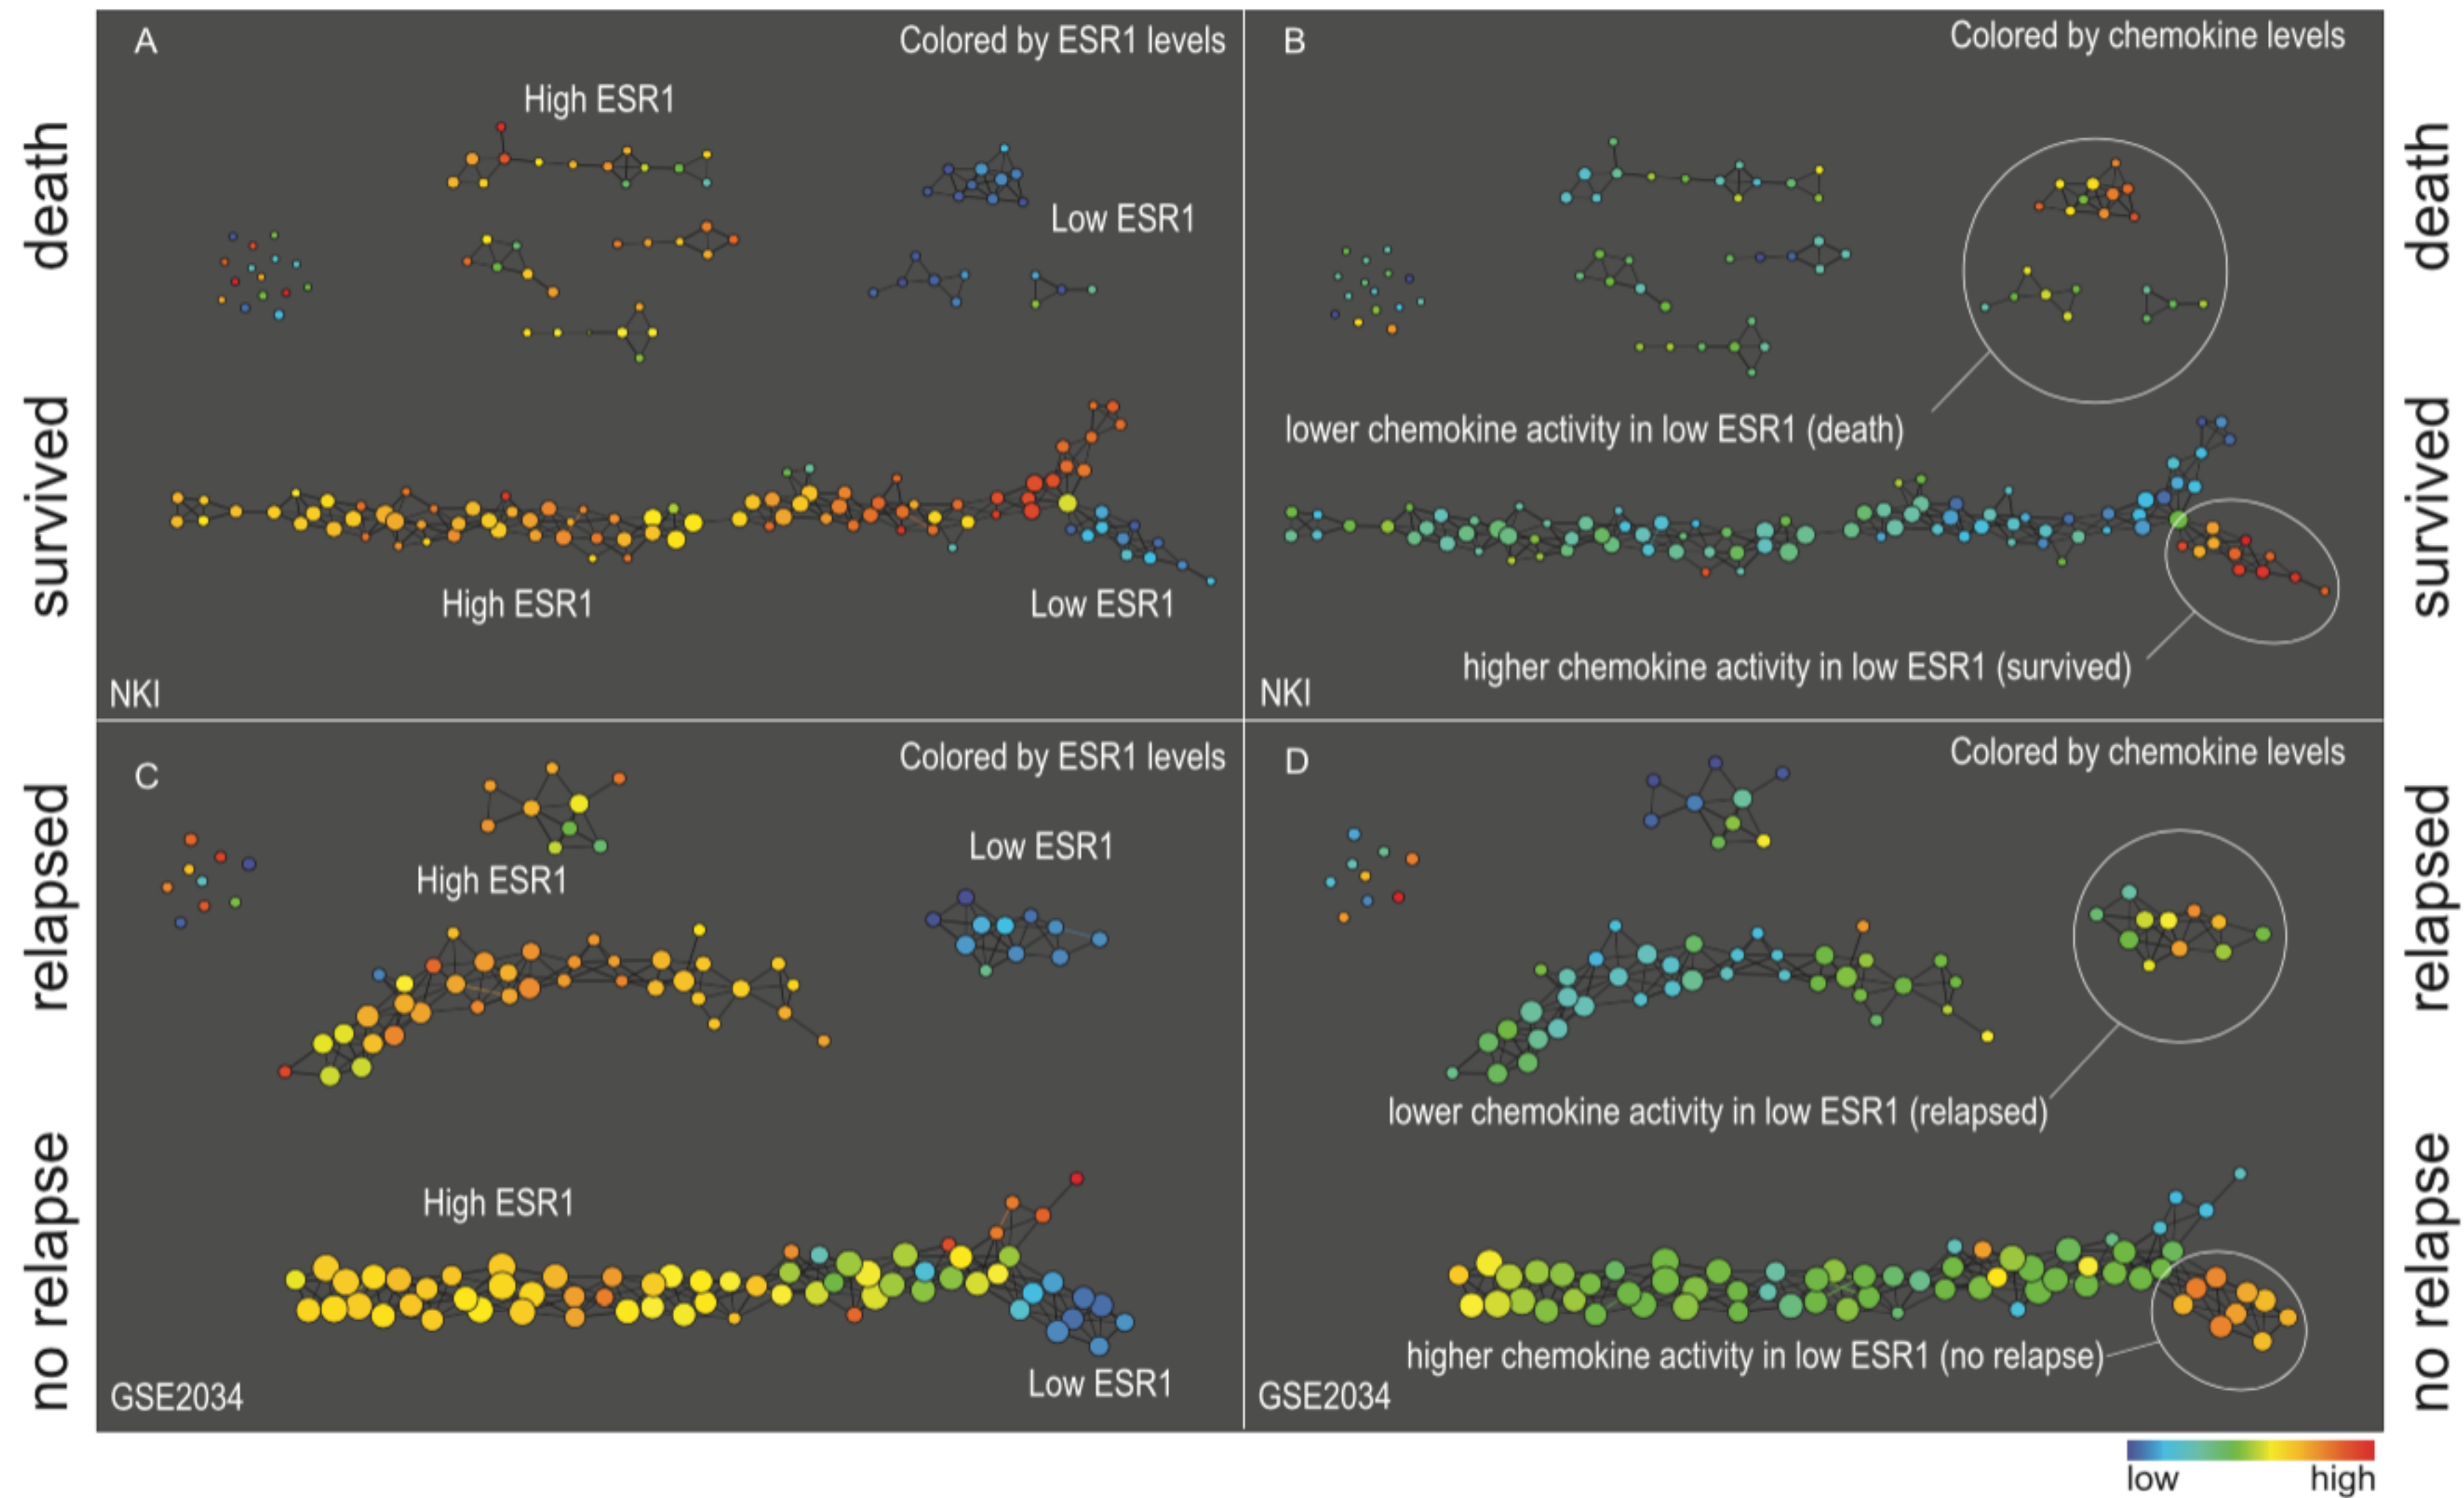 A
Colored by ESR1 levels
High ESR1
Low ESR1
death
survived
High ESR1
Low ESR1
NKI
B
Colored by chemokine levels
death
lower chemokine activity in low ESR1 (death)
survived
higher chemokine activity in low ESR1 (survived)
NKI
C
Colored by ESR1 levels
Low ESR1
High ESR1
relapsed
no relapse
High ESR1
Low ESR1
GSE2034
D
Colored by chemokine levels
relapsed
lower chemokine activity in low ESR1 (relapsed)
no relapse
higher chemokine activity in low ESR1 (no relapse)
GSE2034
low high